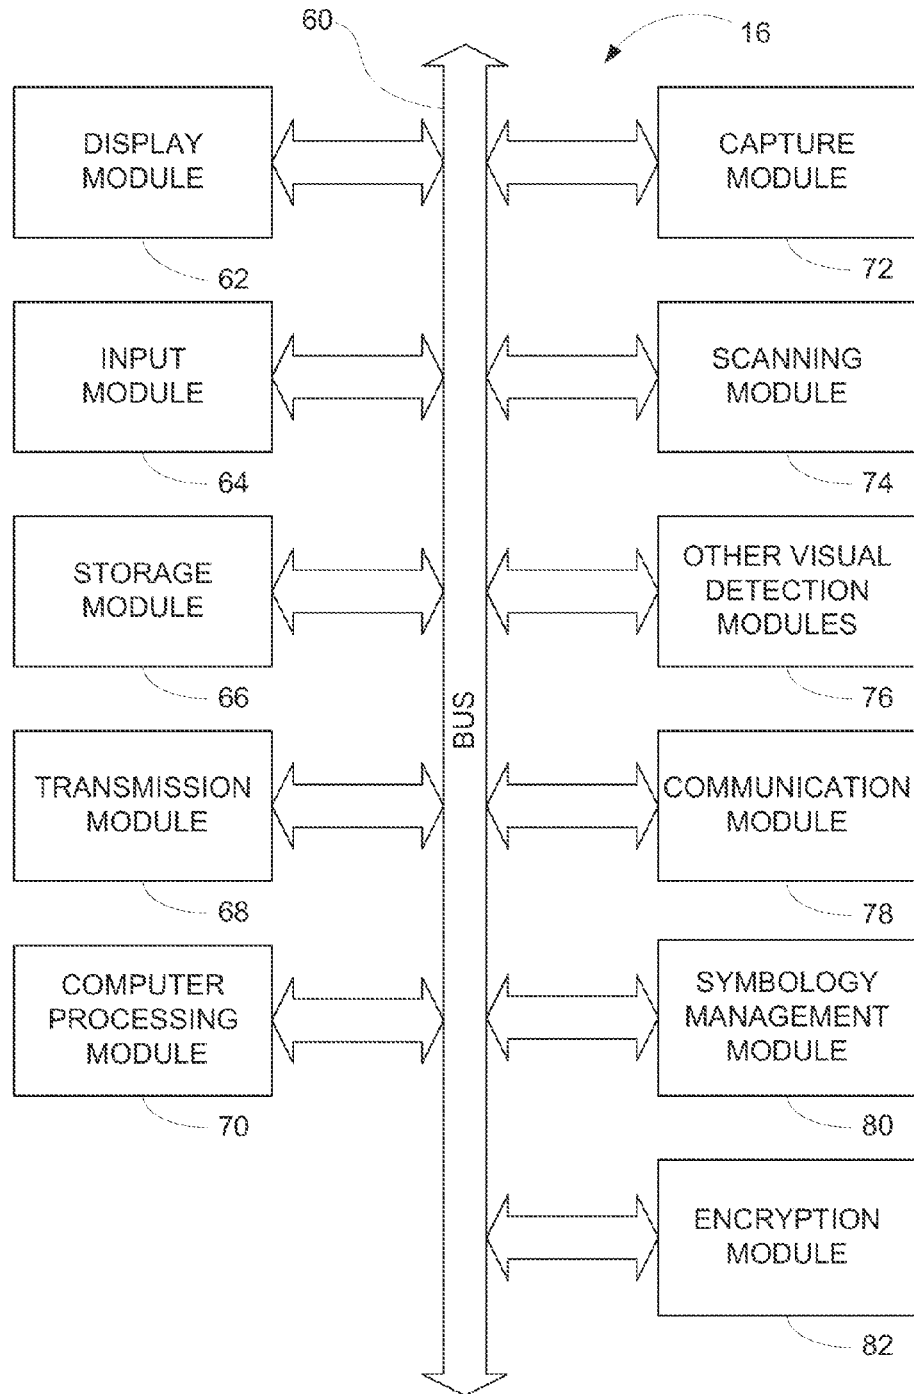 60
16
DISPLAY
MODULE
62
CAPTURE
MODULE
72
INPUT
MODULE
64
SCANNING
MODULE
74
STORAGE
MODULE
66
OTHER VISUAL
DETECTION
MODULES
76
BUS
TRANSMISSION
MODULE
68
COMMUNICATION
MODULE
78
COMPUTER
PROCESSING
MODULE
70
SYMBOLOGY
MANAGEMENT
MODULE
80
ENCRYPTION
MODULE
82